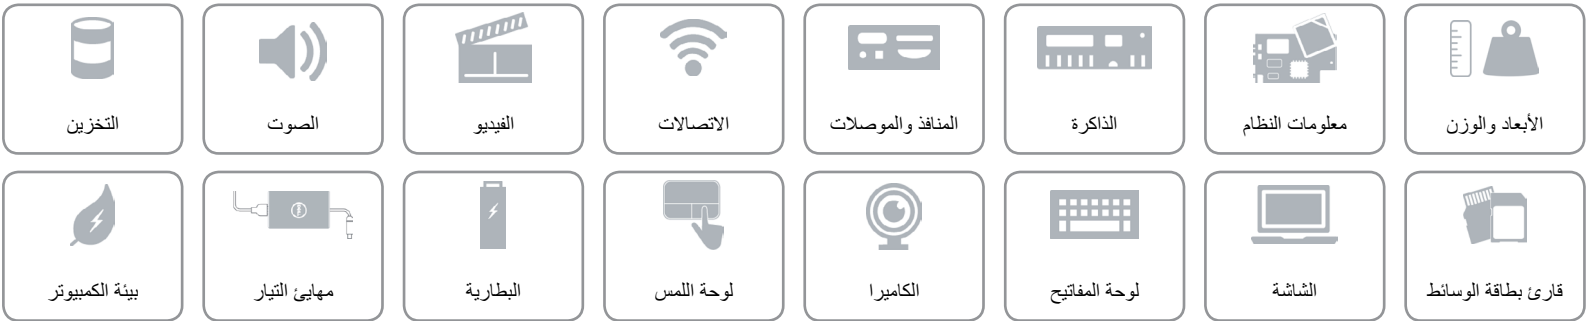 الأبعاد والوزن
معلومات النظام
الذاكرة
المنافذ والموصلات
الاتصالات
الفيديو
الصوت
التخزين
قارئ بطاقة الوسائط
الشاشة
لوحة المفاتيح
الكاميرا
لوحة اللمس
البطارية
مهايئ التيار
بيئة الكمبيوتر